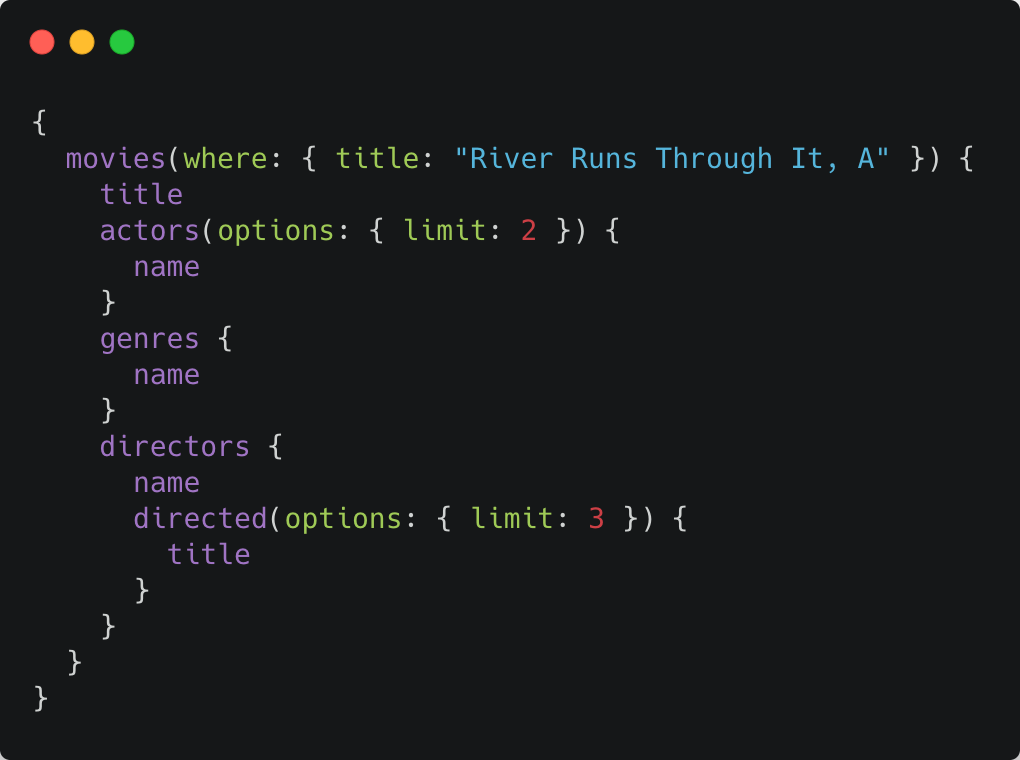 {
  movies(where: { title: "River Runs Through It, A" }) {
    title
    actors(options: { limit: 2 }) {
      name
    }
    genres {
      name
    }
    directors {
      name
      directed(options: { limit: 3 }) {
        title
      }
    }
  }
}